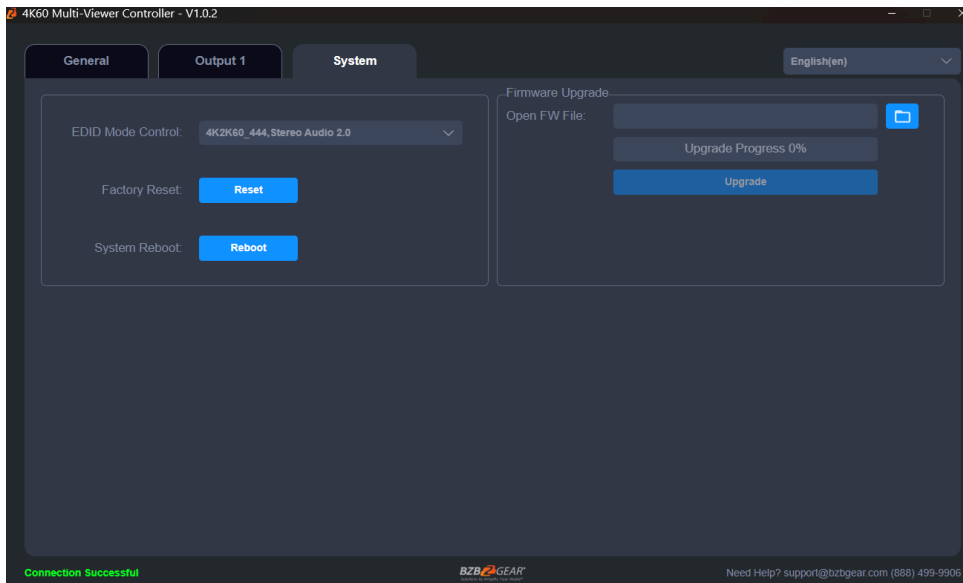 4K60 Multi-Viewer Controller - V1.0.2
General
Output 1
System
English(en)
EDID Mode Control:
4K2K60_444,Stereo Audio 2.0
Factory Reset:
Reset
System Reboot:
Reboot
Firmware Upgrade
Open FW File:
Upgrade Progress 0%
Upgrade
Connection Successful
BZBGEAR
Need Help? support@bzbgear.com (888) 499-9906